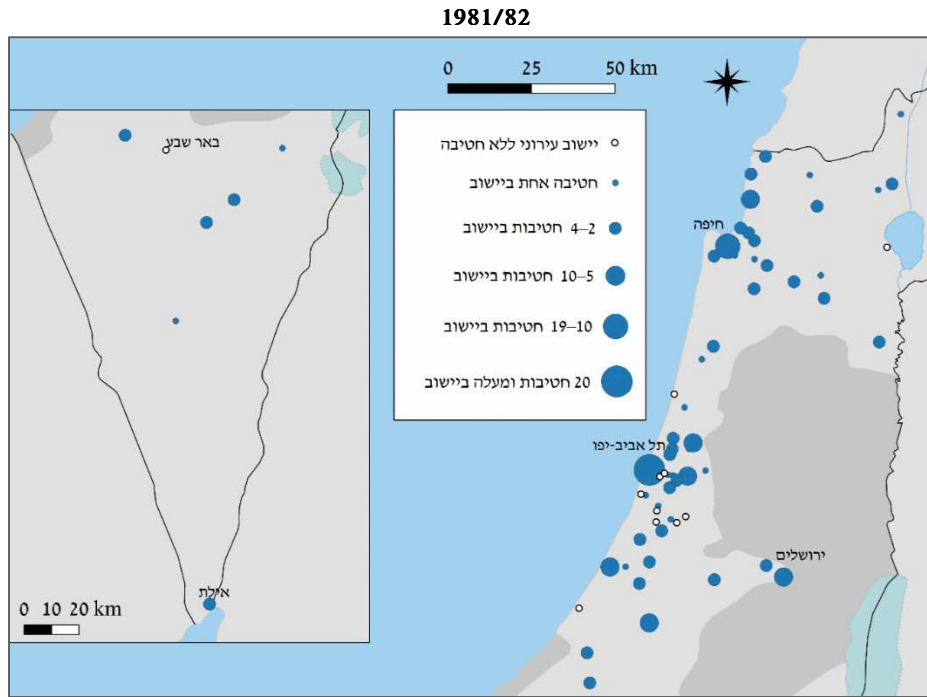 1981/82
0 25 50 km
יישוב עירוני ללא חטיבה
חטיבה אחת ביישוב
2–4 חטיבות ביישוב
5–10 חטיבות ביישוב
10–19 חטיבות ביישוב
20 חטיבות ומעלה ביישוב
באר שבע
חיפה
תל אביב-יפו
ירושלים
אילת
0 10 20 km